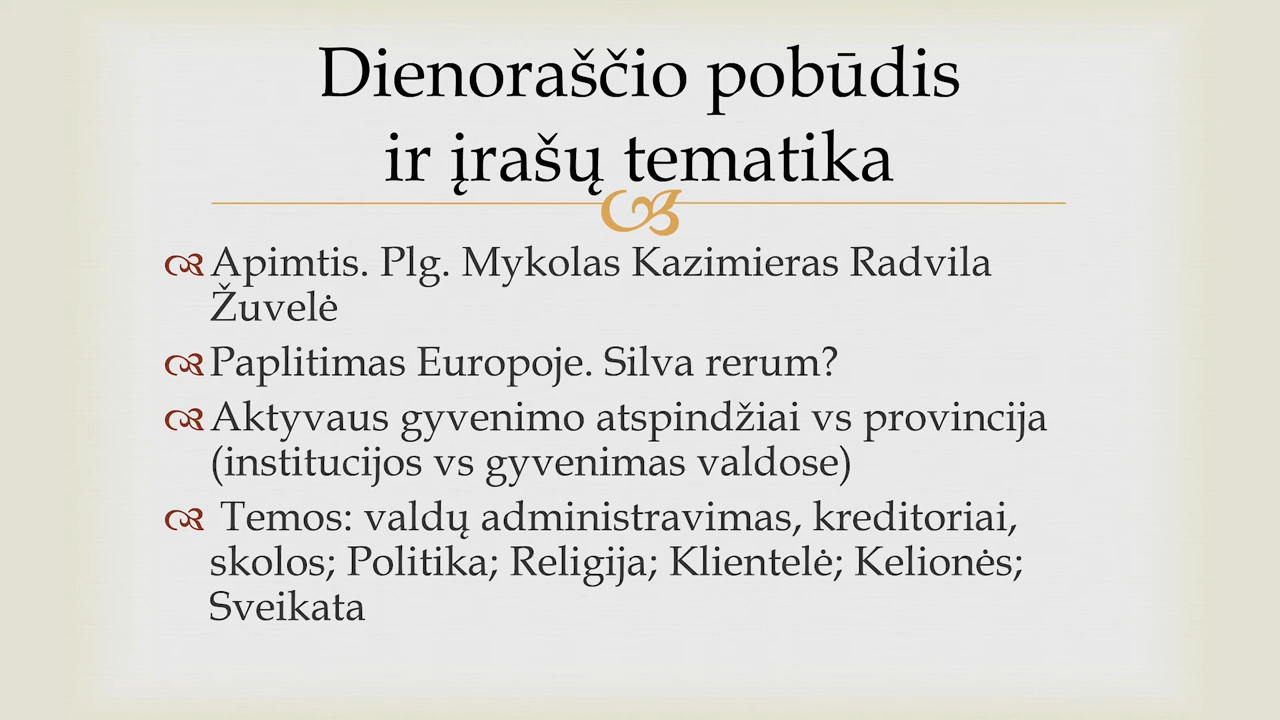 Dienoraščio pobūdis
ir įrašų tematika
Apimtis. Plg. Mykolas Kazimieras Radvila
Žuvelė
Paplitimas Europoje. Silva rerum?
Aktyvaus gyvenimo atspindžiai vs provincija
(institucijos vs gyvenimas valdose)
Temos: valdų administravimas, kreditoriai,
skolos; Politika; Religija; Klientelė; Kelionės;
Sveikata